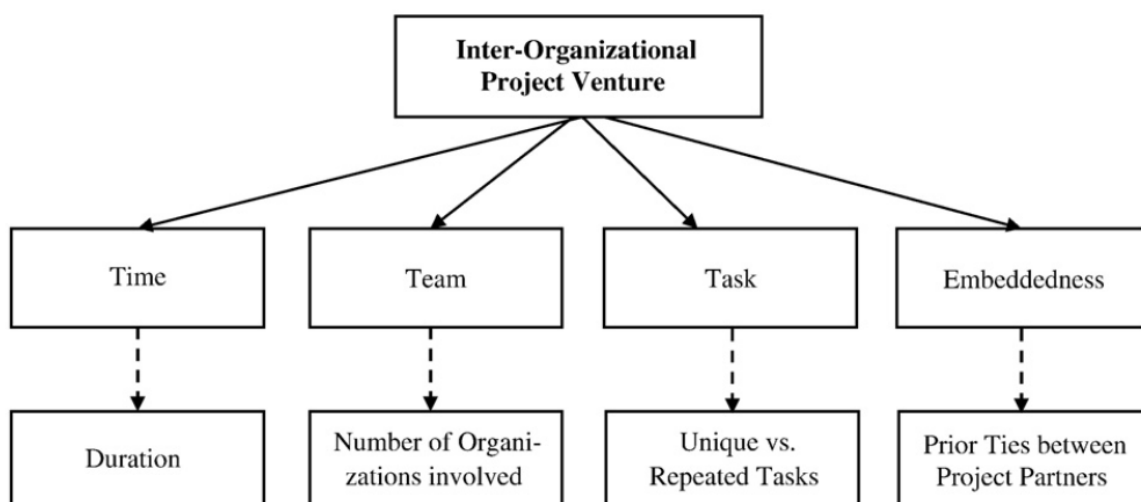 Inter-Organizational
Project Venture
Time
Team
Task
Embeddedness
Duration
Number of Organi-
zations involved
Unique vs.
Repeated Tasks
Prior Ties between
Project Partners